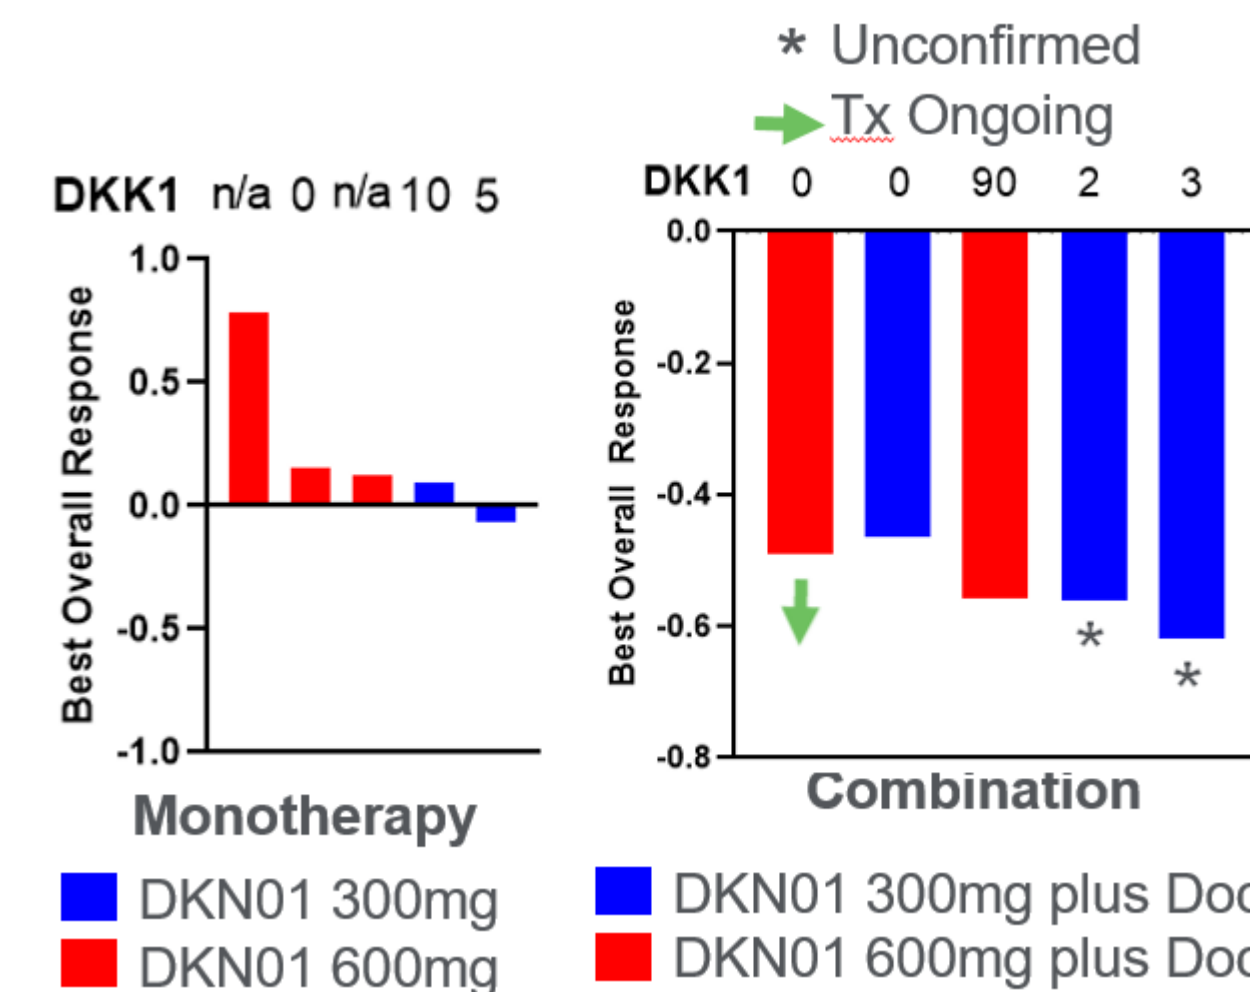 * Unconfirmed
Tx Ongoing
DKK1 n/a 0 n/a 10 5
1.0
0.5
0.0
-0.5
-1.0
Best Overall Response
Monotherapy
DKN01 300mg
DKN01 600mg
DKK1 0 0 90 2 3
0.0
-0.2
-0.4
-0.6
-0.8
Best Overall Response
*
*
Combination
DKN01 300mg plus Doc
DKN01 600mg plus Doc